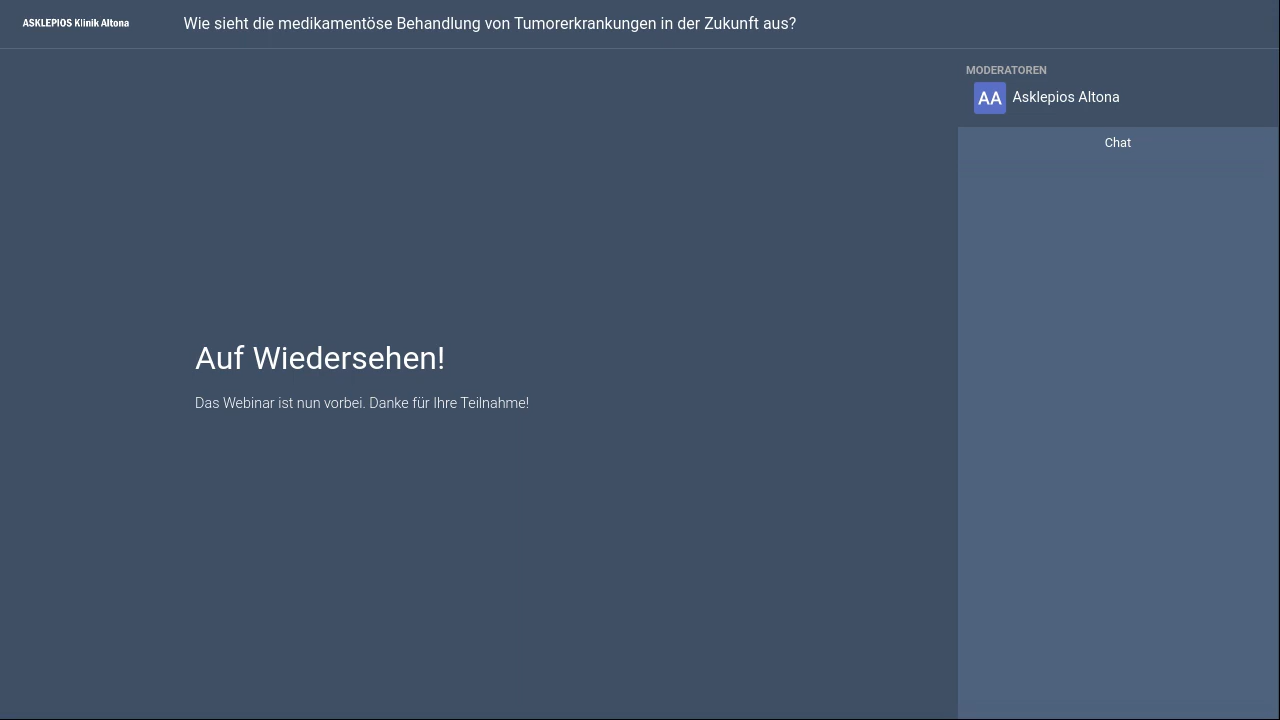 ASKLEPIOS Klinik Altona
Wie sieht die medikamentöse Behandlung von Tumorerkrankungen in der Zukunft aus?
MODERATOREN
AA Asklepios Altona
Chat
Auf Wiedersehen!
Das Webinar ist nun vorbei. Danke für Ihre Teilnahme!